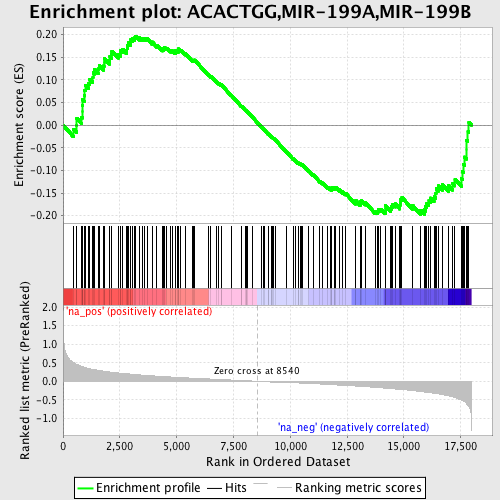 Enrichment plot: ACACTGG,MIR-199A,MIR-199B
Enrichment score (ES)
0.20
0.15
0.10
0.05
0.00
-0.05
-0.10
-0.15
-0.20
Ranked list metric (PreRanked)
'na_pos' (positively correlated)
2.0
1.5
1.0
0.5
0.0
-0.5
-1.0
Zero cross at 8540
'na_neg' (negatively correlated)
0
2,500
5,000
7,500
10,000
12,500
15,000
17,500
Rank in Ordered Dataset
Enrichment profile
Hits
Ranking metric scores